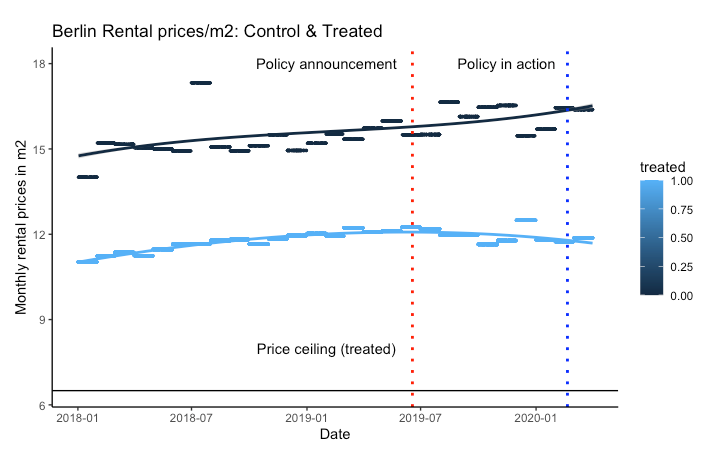 Berlin Rental prices/m2: Control & Treated
Policy announcement
Policy in action
18
15
12
9
6
Monthly rental prices in m2
Price ceiling (treated)
2018-01
2018-07
2019-01
2019-07
2020-01
Date
treated
1.00
0.75
0.50
0.25
0.00